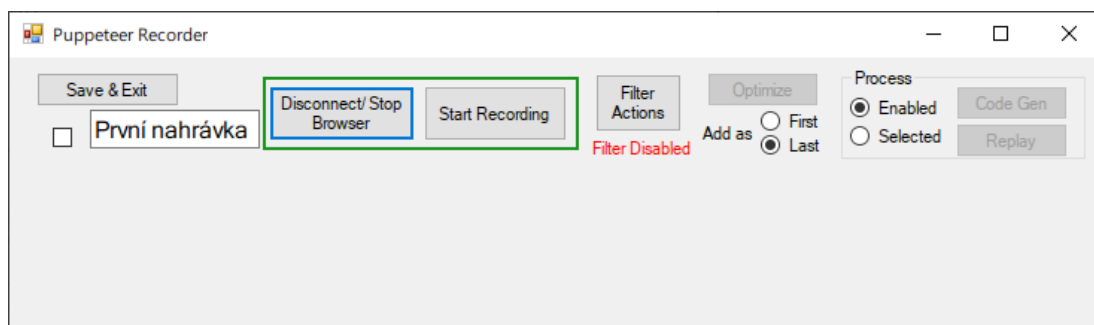 Puppeteer Recorder
Save & Exit
První nahrávka
Disconnect/ Stop
Browser
Start Recording
Filter
Actions
Filter Disabled
Optimize
Add as
First
Last
Process
Enabled
Selected
Code Gen
Replay